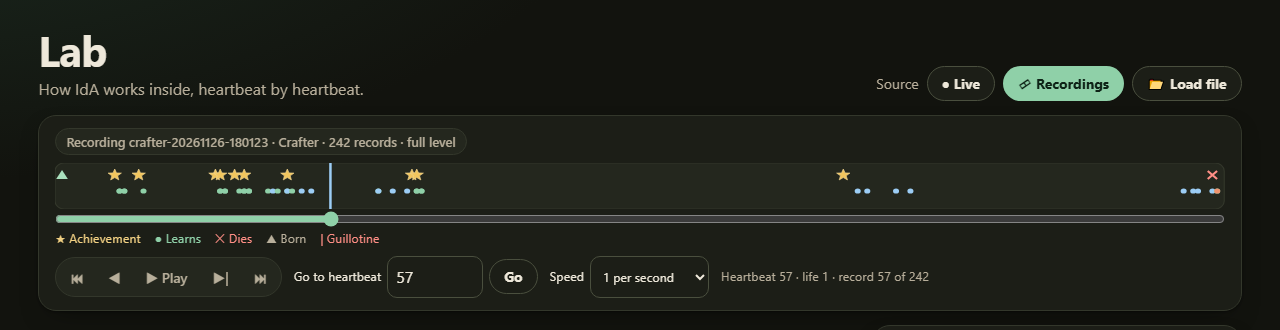 Lab
How IdA works inside, heartbeat by heartbeat.
Source ● Live Recordings Load file
Recording crafter-20261126-180123 · Crafter · 242 records · full level
★ Achievement ● Learns ✕ Dies ▲ Born | Guillotine
⏮ ◀ ▶ Play ▶| ⏭ Go to heartbeat 57 Go Speed 1 per second Heartbeat 57 · life 1 · record 57 of 242